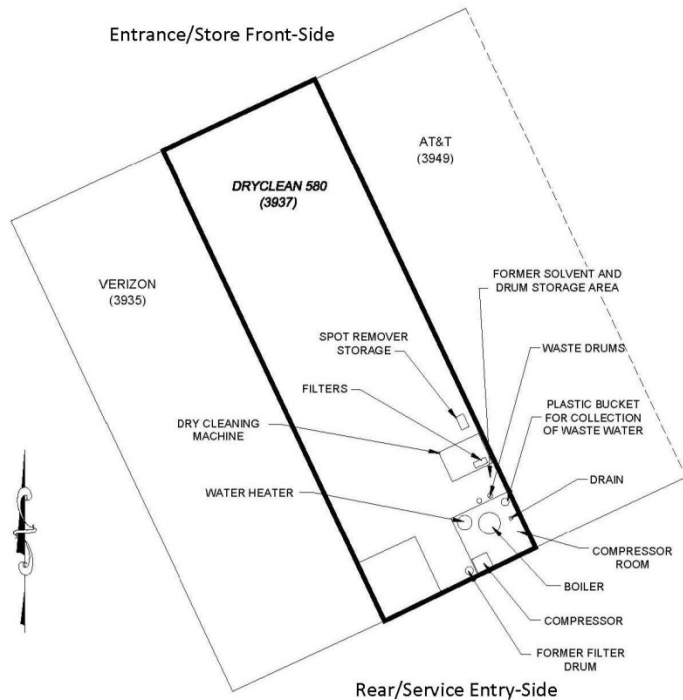 Entrance/Store Front-Side
AT&T
(3949)
DRYCLEAN 580
(3937)
VERIZON
(3935)
FORMER SOLVENT AND
DRUM STORAGE AREA
SPOT REMOVER
STORAGE
WASTE DRUMS
FILTERS
PLASTIC BUCKET
FOR COLLECTION
OF WASTE WATER
DRY CLEANING
MACHINE
DRAIN
WATER HEATER
COMPRESSOR
ROOM
BOILER
COMPRESSOR
FORMER FILTER
DRUM
Rear/Service Entry-Side